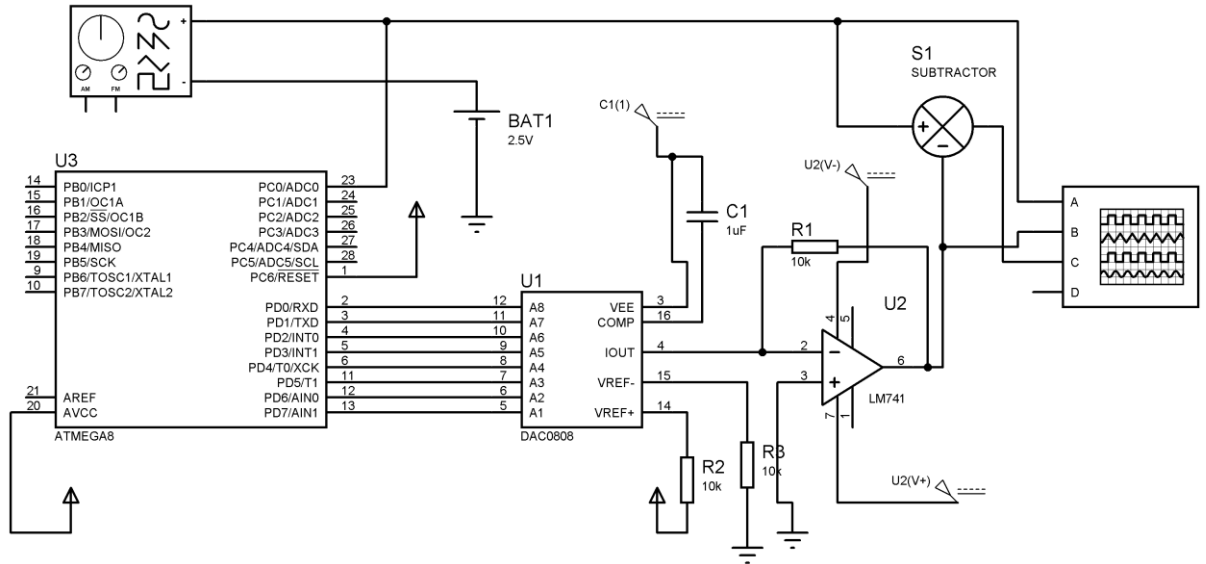 +
AM FM
-
BAT1
2.5V
S1
SUBTRACTOR
+
-
C1(1)
U2(V-)
U3
14 PB0/ICP1 PC0/ADC0 23
15 PB1/OC1A PC1/ADC1 24
16 PB2/SS/OC1B PC2/ADC2 25
17 PB3/MOSI/OC2 PC3/ADC3 26
18 PB4/MISO PC4/ADC4/SDA 27
19 PB5/SCK PC5/ADC5/SCL 28
9 PB6/TOSC1/XTAL1 PC6/RESET 1
10 PB7/TOSC2/XTAL2
PD0/RXD 2
PD1/TXD 3
PD2/INT0 4
PD3/INT1 5
PD4/T0/XCK 6
PD5/T1 11
21 AREF PD6/AIN0 12
20 AVCC PD7/AIN1 13
ATMEGA8
C1
1uF
U1
12 A8 VEE 3
11 A7 COMP 16
10 A6
9 A5 IOUT 4
8 A4
7 A3 VREF- 15
6 A2
5 A1 VREF+ 14
DAC0808
R1
10k
U2
4 5
2 -
6
3 +
7 1
LM741
R2
10k
R3
10k
U2(V+)
A
B
C
D